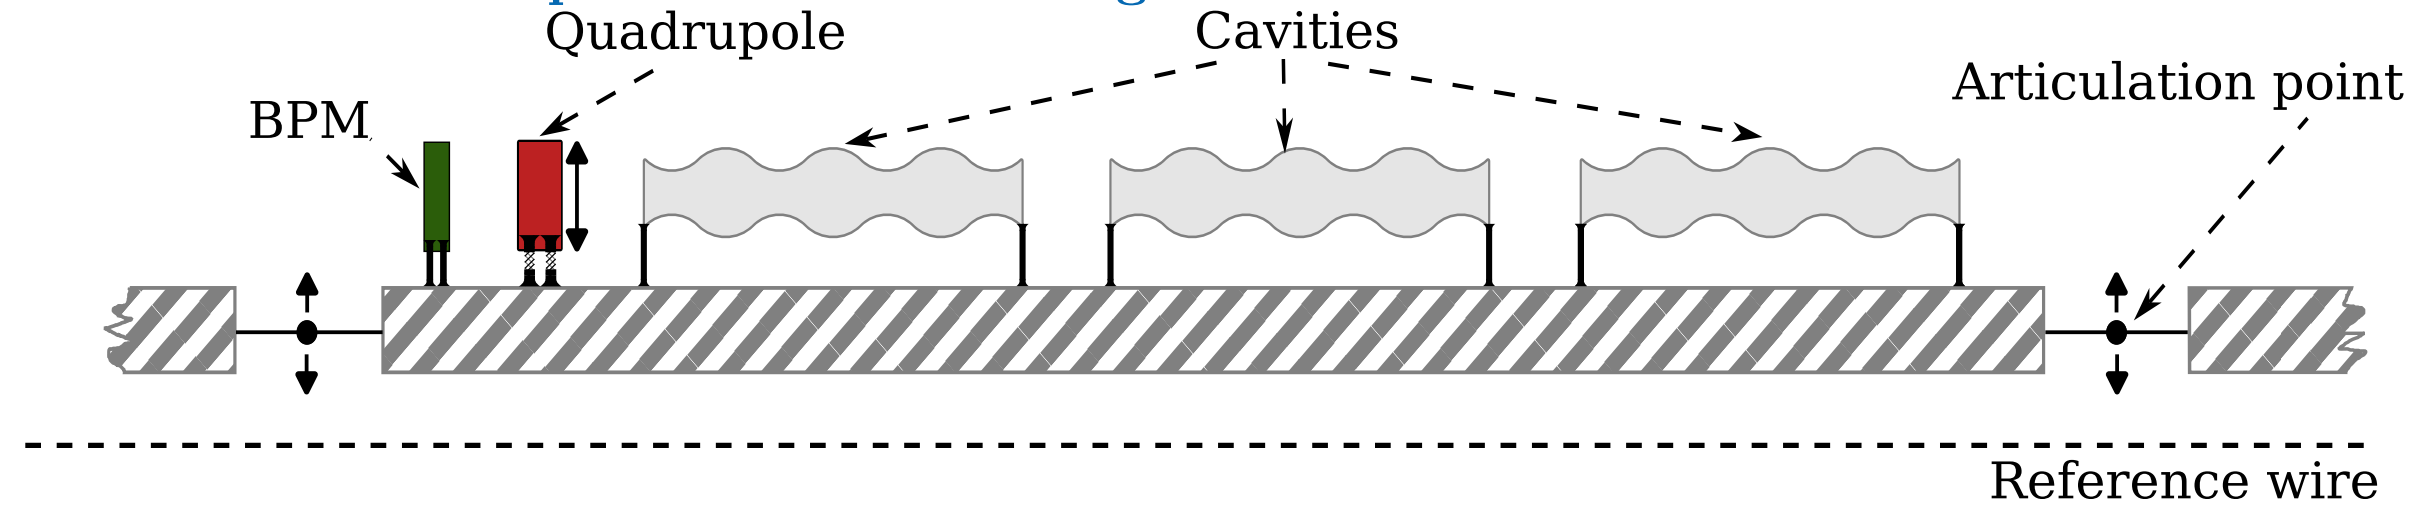 Quadrupole
Cavities
Articulation point
BPM
Reference wire